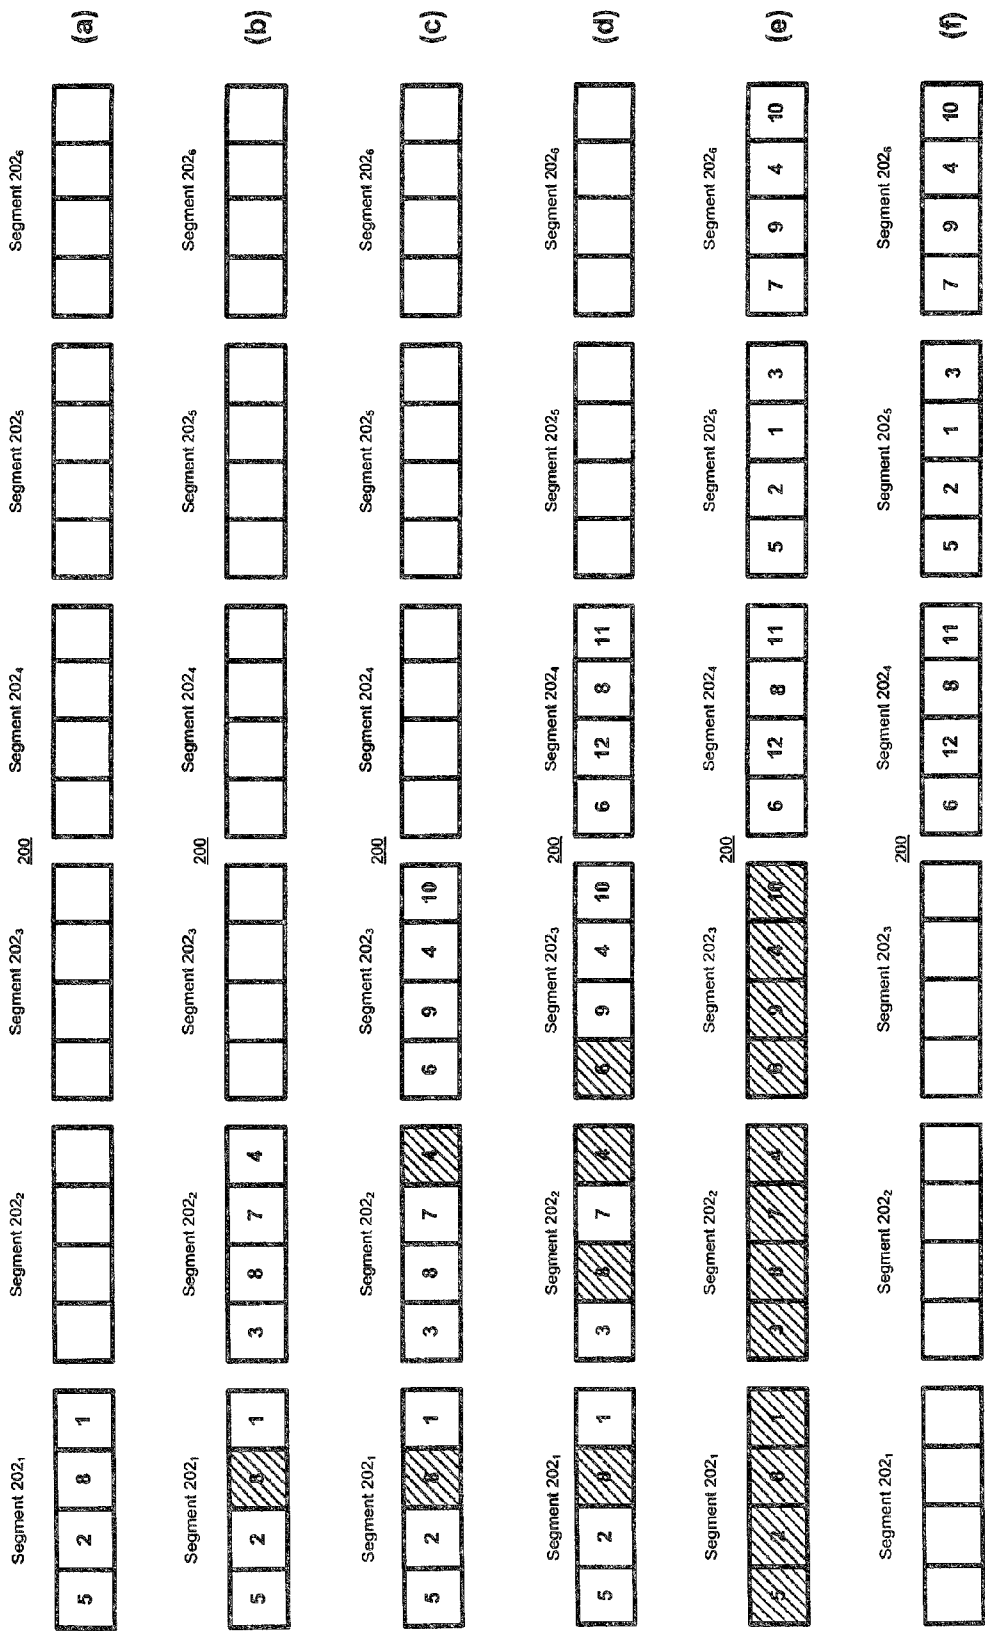 Segment 202₁ Segment 202₂ Segment 202₃ 200 Segment 202₄ Segment 202₅ Segment 202₆
5 2 8 1 (a)
Segment 202₁ Segment 202₂ Segment 202₃ 200 Segment 202₄ Segment 202₅ Segment 202₆
5 2 8 1 3 8 7 4 (b)
Segment 202₁ Segment 202₂ Segment 202₃ 200 Segment 202₄ Segment 202₅ Segment 202₆
5 2 8 1 3 8 7 4 6 9 4 10 (c)
Segment 202₁ Segment 202₂ Segment 202₃ 200 Segment 202₄ Segment 202₅ Segment 202₆
5 2 8 1 3 8 7 4 6 9 4 10 6 12 8 11 (d)
Segment 202₁ Segment 202₂ Segment 202₃ 200 Segment 202₄ Segment 202₅ Segment 202₆
5 2 8 1 3 8 7 4 6 9 4 10 6 12 8 11 5 2 1 3 7 9 4 10 (e)
Segment 202₁ Segment 202₂ Segment 202₃ 200 Segment 202₄ Segment 202₅ Segment 202₆
6 12 8 11 5 2 1 3 7 9 4 10 (f)